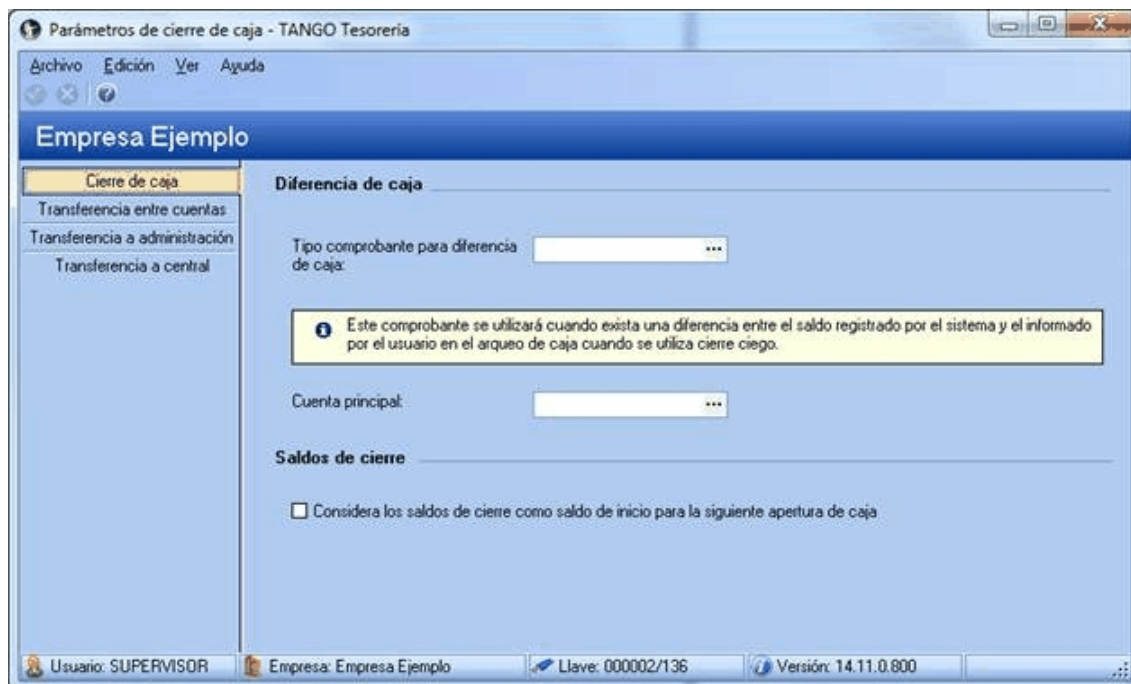 Parámetros de cierre de caja - TANGO Tesorería
Archivo Edición Ver Ayuda
Empresa Ejemplo
Cierre de caja
Transferencia entre cuentas
Transferencia a administración
Transferencia a central
Diferencia de caja
Tipo comprobante para diferencia
de caja:
Este comprobante se utilizará cuando exista una diferencia entre el saldo registrado por el sistema y el informado
por el usuario en el arqueo de caja cuando se utiliza cierre ciego.
Cuenta principal:
Saldos de cierre
Considera los saldos de cierre como saldo de inicio para la siguiente apertura de caja
Usuario: SUPERVISOR Empresa: Empresa Ejemplo Llave: 000002/136 Versión: 14.11.0.800